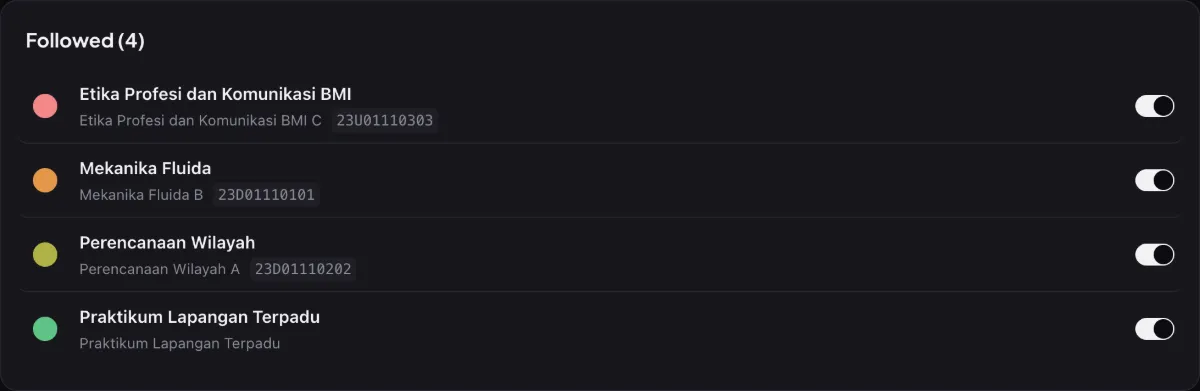 Followed (4)
Etika Profesi dan Komunikasi BMI
Etika Profesi dan Komunikasi BMI C 23U01110303
Mekanika Fluida
Mekanika Fluida B 23D01110101
Perencanaan Wilayah
Perencanaan Wilayah A 23D01110202
Praktikum Lapangan Terpadu
Praktikum Lapangan Terpadu